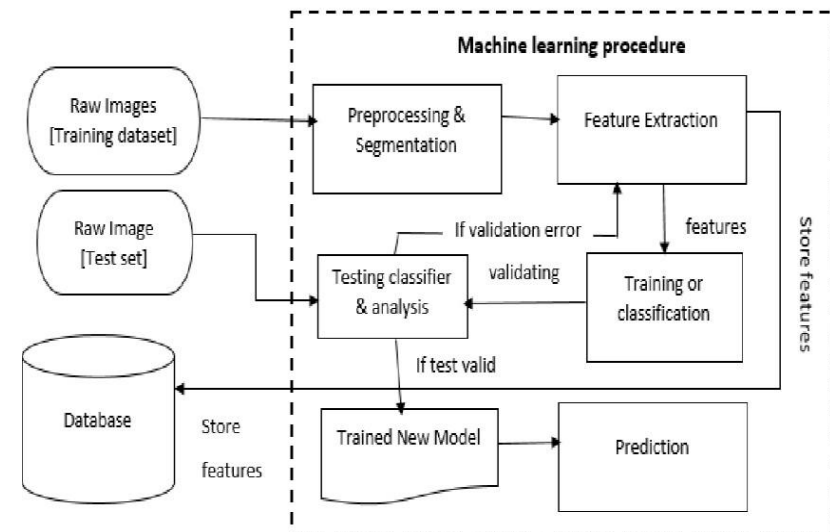 Machine learning procedure
Raw Images
[Training dataset]
Preprocessing &
Segmentation
Feature Extraction
Raw Image
[Test set]
If validation error
features
Store features
Testing classifier
& analysis
validating
Training or
classification
If test valid
Database
Store
features
Trained New Model
Prediction